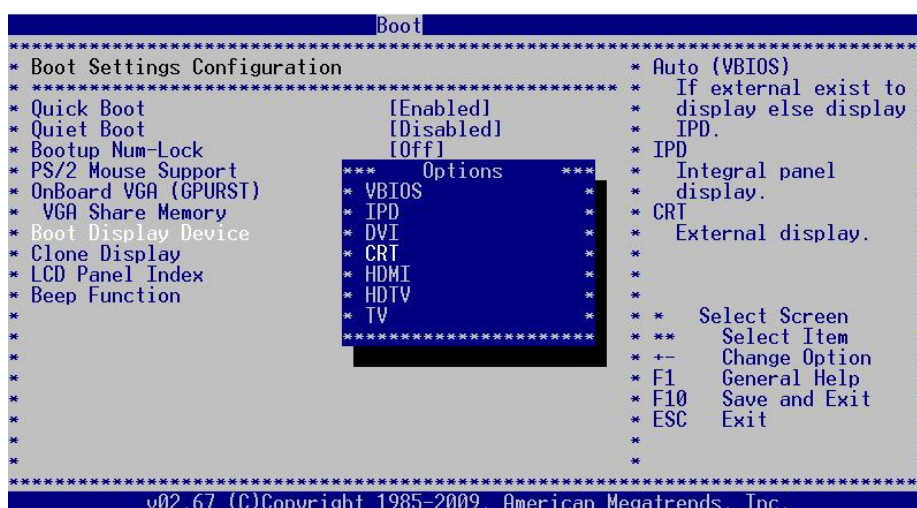 Boot
Boot Settings Configuration
Quick Boot [Enabled]
Quiet Boot [Disabled]
Bootup Num-Lock [Off]
PS/2 Mouse Support
OnBoard VGA (GPURST)
VGA Share Memory
Boot Display Device
Clone Display
LCD Panel Index
Beep Function
*** Options ***
* VBIOS *
* IPD *
* DVI *
* CRT *
* HDMI *
* HDTV *
* TV *
* Auto (VBIOS)
* If external exist to
* display else display
* IPD.
* IPD
* Integral panel
* display.
* CRT
* External display.
* * Select Screen
* ** Select Item
* +- Change Option
* F1 General Help
* F10 Save and Exit
* ESC Exit
v02.67 (C)Copyright 1985-2009, American Megatrends, Inc.